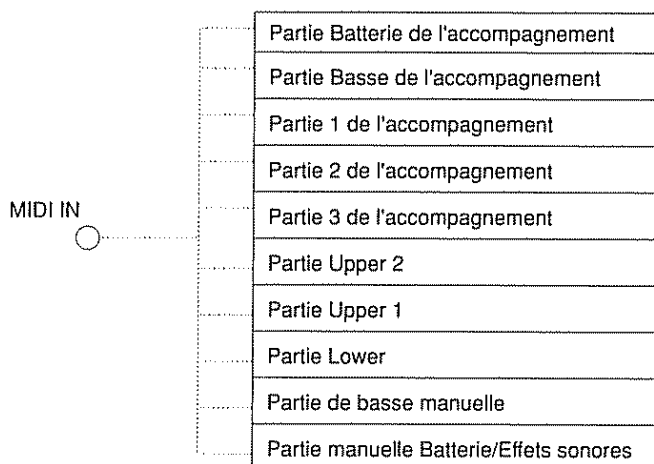 Partie Batterie de l'accompagnement
Partie Basse de l'accompagnement
Partie 1 de l'accompagnement
Partie 2 de l'accompagnement
Partie 3 de l'accompagnement
MIDI IN
Partie Upper 2
Partie Upper 1
Partie Lower
Partie de basse manuelle
Partie manuelle Batterie/Effets sonores